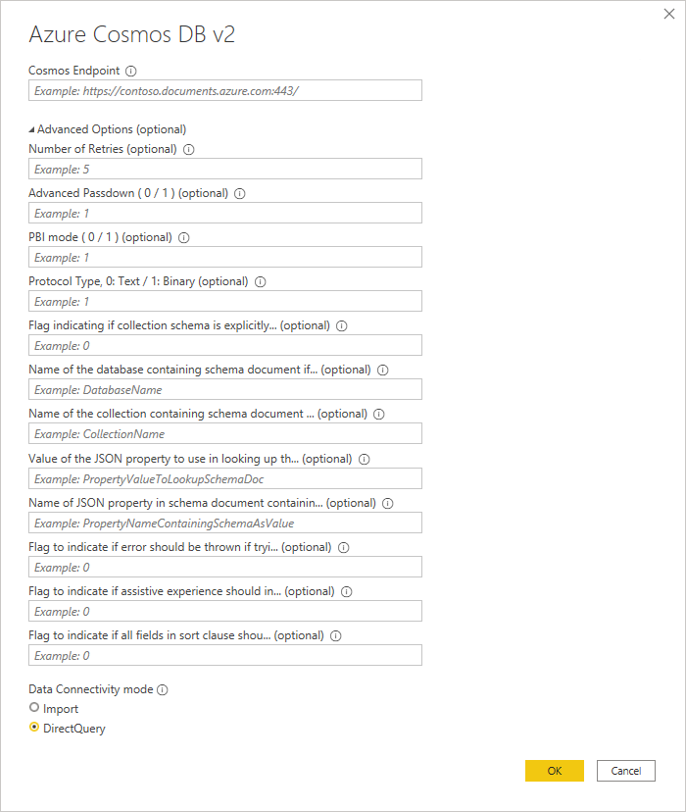 Azure Cosmos DB v2
Cosmos Endpoint
Example: https://contoso.documents.azure.com:443/
Advanced Options (optional)
Number of Retries (optional)
Example: 5
Advanced Passdown ( 0 / 1 ) (optional)
Example: 1
PBI mode ( 0 / 1 ) (optional)
Example: 1
Protocol Type, 0: Text / 1: Binary (optional)
Example: 1
Flag indicating if collection schema is explicitly... (optional)
Example: 0
Name of the database containing schema document if... (optional)
Example: DatabaseName
Name of the collection containing schema document ... (optional)
Example: CollectionName
Value of the JSON property to use in looking up th... (optional)
Example: PropertyValueToLookupSchemaDoc
Name of JSON property in schema document containin... (optional)
Example: PropertyNameContainingSchemaAsValue
Flag to indicate if error should be thrown if tryi... (optional)
Example: 0
Flag to indicate if assistive experience should in... (optional)
Example: 0
Flag to indicate if all fields in sort clause shou... (optional)
Example: 0
Data Connectivity mode
Import
DirectQuery
OK
Cancel